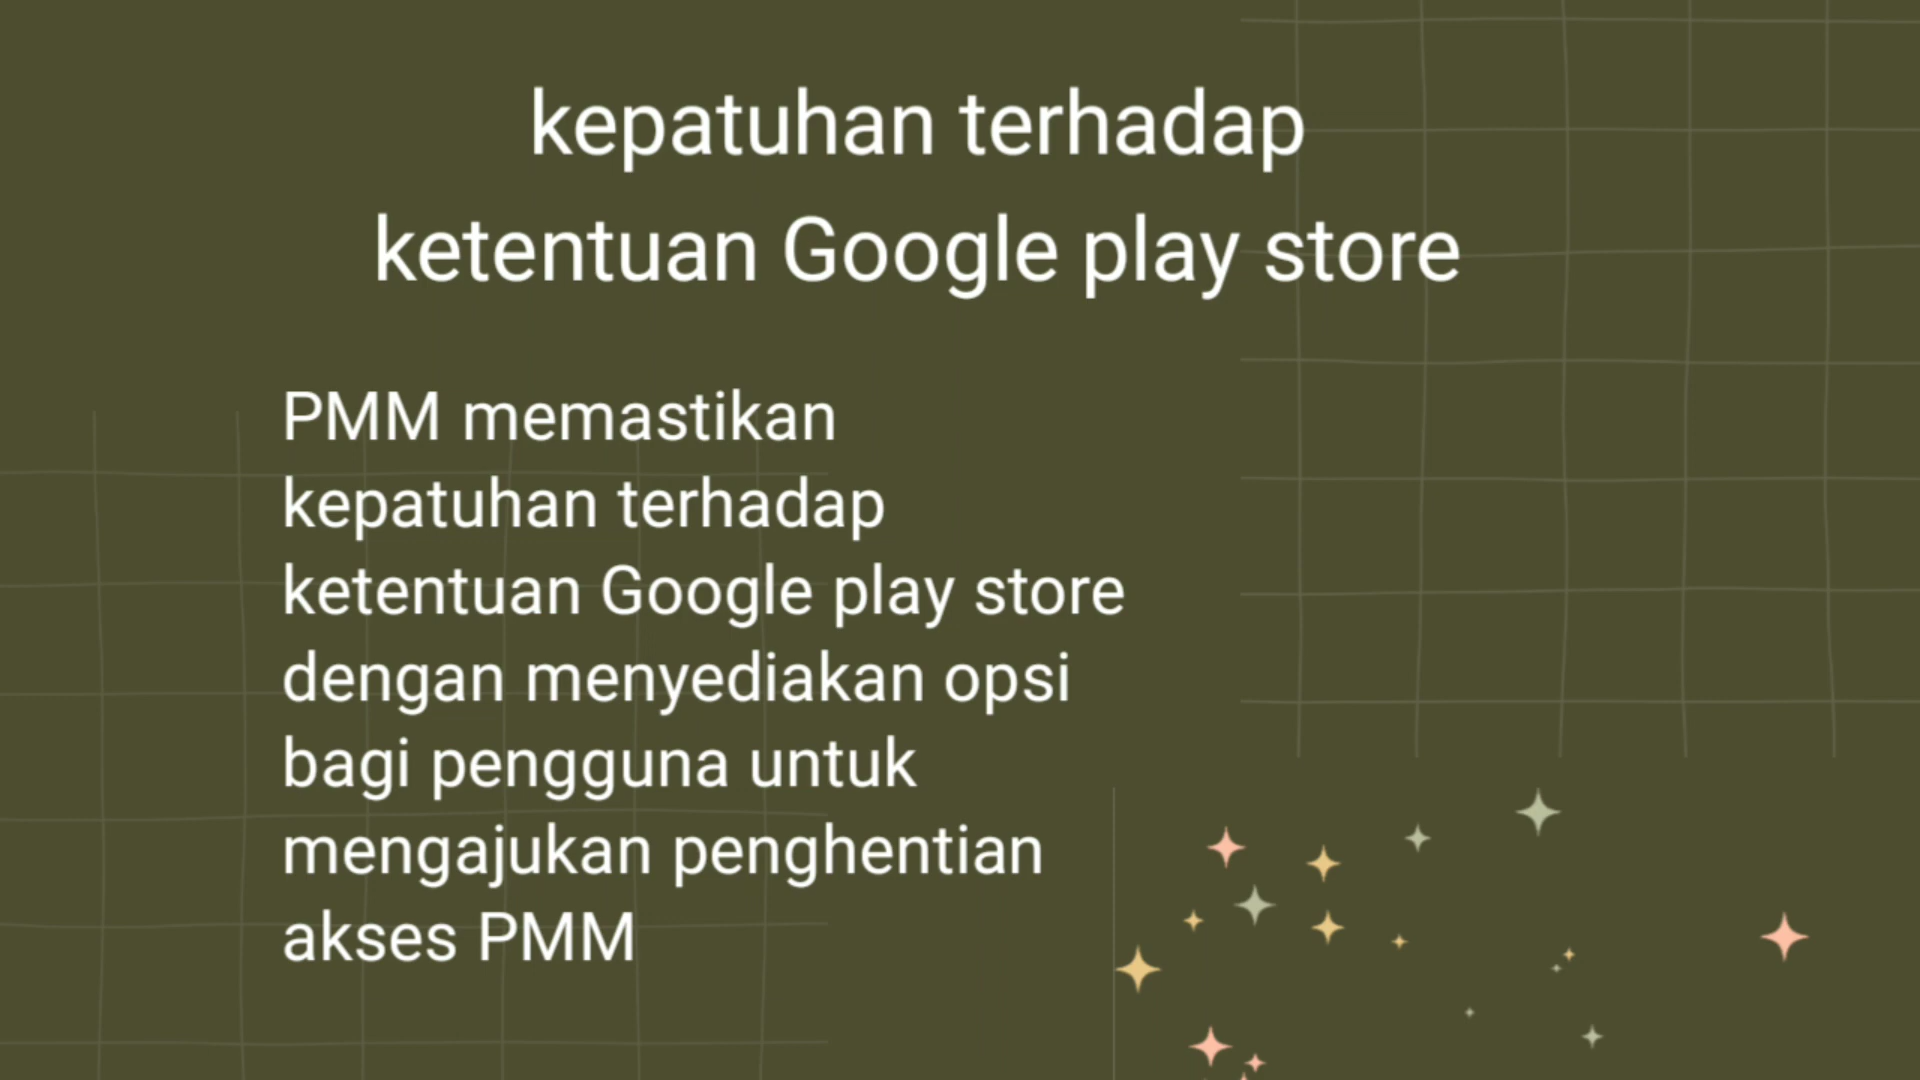 kepatuhan terhadap
ketentuan Google play store
PMM memastikan
kepatuhan terhadap
ketentuan Google play store
dengan menyediakan opsi
bagi pengguna untuk
mengajukan penghentian
akses PMM